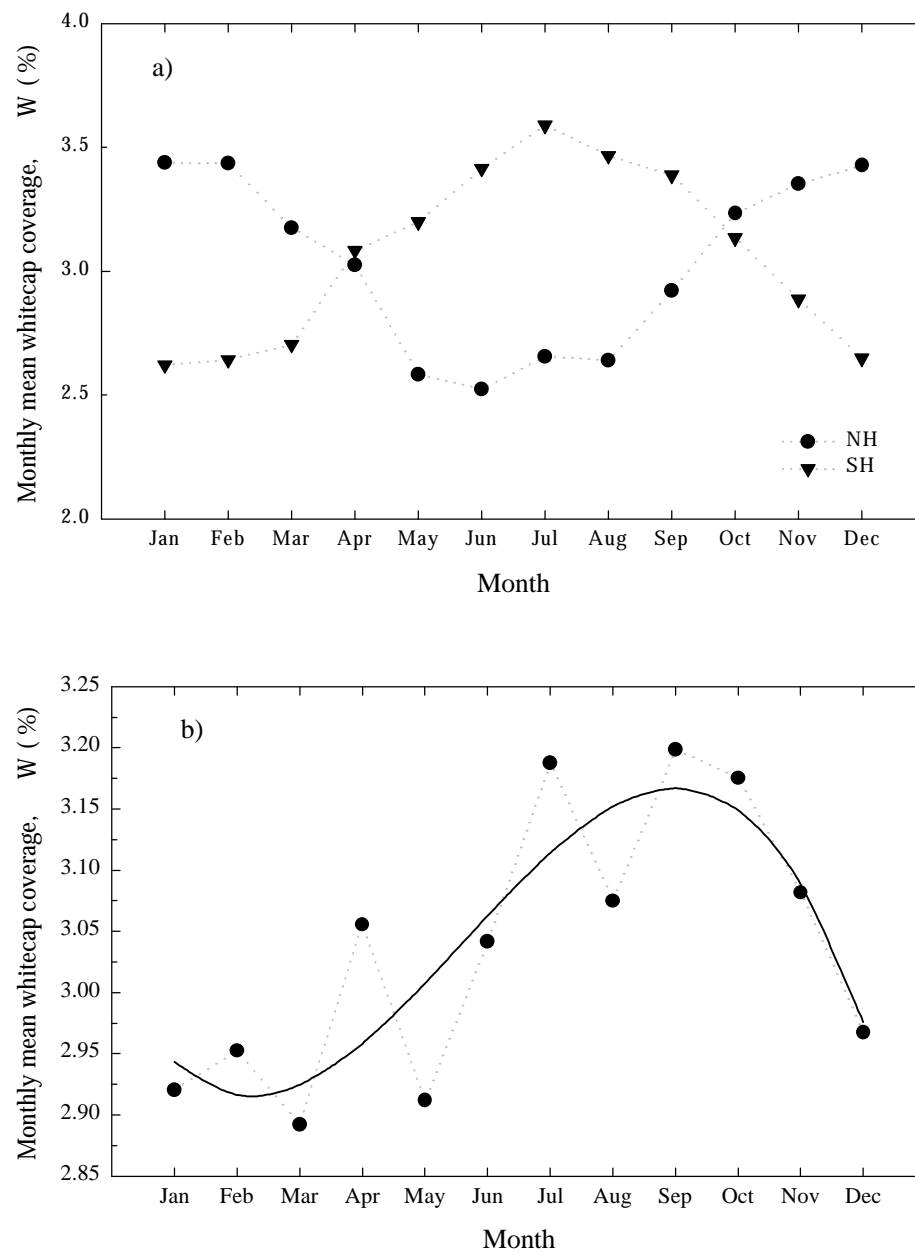 4.0
3.5
3.0
2.5
2.0
Monthly mean whitecap coverage, W (%)
a)
NH
SH
Jan Feb Mar Apr May Jun Jul Aug Sep Oct Nov Dec
Month
3.25
3.20
3.15
3.10
3.05
3.00
2.95
2.90
2.85
Monthly mean whitecap coverage, W (%)
b)
Jan Feb Mar Apr May Jun Jul Aug Sep Oct Nov Dec
Month